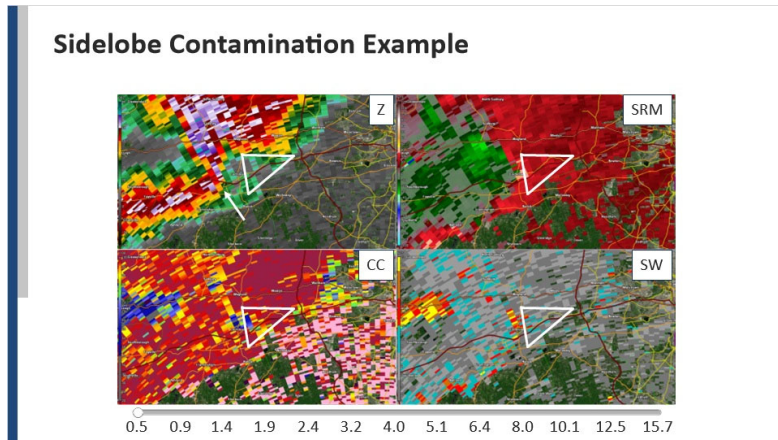 Sidelobe Contamination Example
Z
SRM
CC
SW
0.5 0.9 1.4 1.9 2.4 3.2 4.0 5.1 6.4 8.0 10.1 12.5 15.7